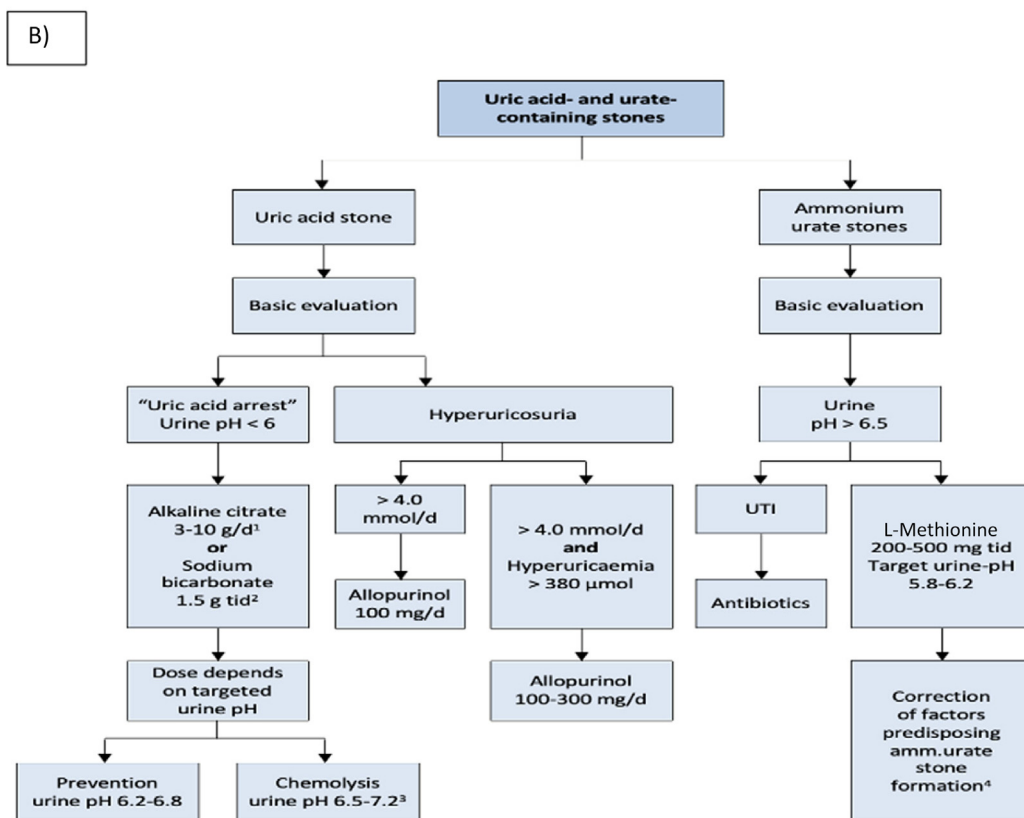 B)
Uric acid- and urate-
containing stones
Uric acid stone
Ammonium
urate stones
Basic evaluation
Basic evaluation
“Uric acid arrest”
Urine pH < 6
Hyperuricosuria
Urine
pH > 6.5
Alkaline citrate
3-10 g/d¹
or
Sodium
bicarbonate
1.5 g tid²
> 4.0
mmol/d
> 4.0 mmol/d
and
Hyperuricaemia
> 380 µmol
UTI
L-Methionine
200-500 mg tid
Target urine-pH
5.8-6.2
Allopurinol
100 mg/d
Antibiotics
Dose depends
on targeted
urine pH
Allopurinol
100-300 mg/d
Correction
of factors
predisposing
amm.urate
stone
formation⁴
Prevention
urine pH 6.2-6.8
Chemolysis
urine pH 6.5-7.2³